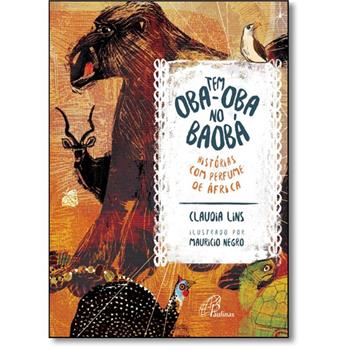 TEM
OBA-OBA
NO
BAOBÁ
HISTÓRIAS
COM PERFUME
DE ÁFRICA
CLAUDIA LINS
ILUSTRADO POR
MAURICIO NEGRO
Paulinas